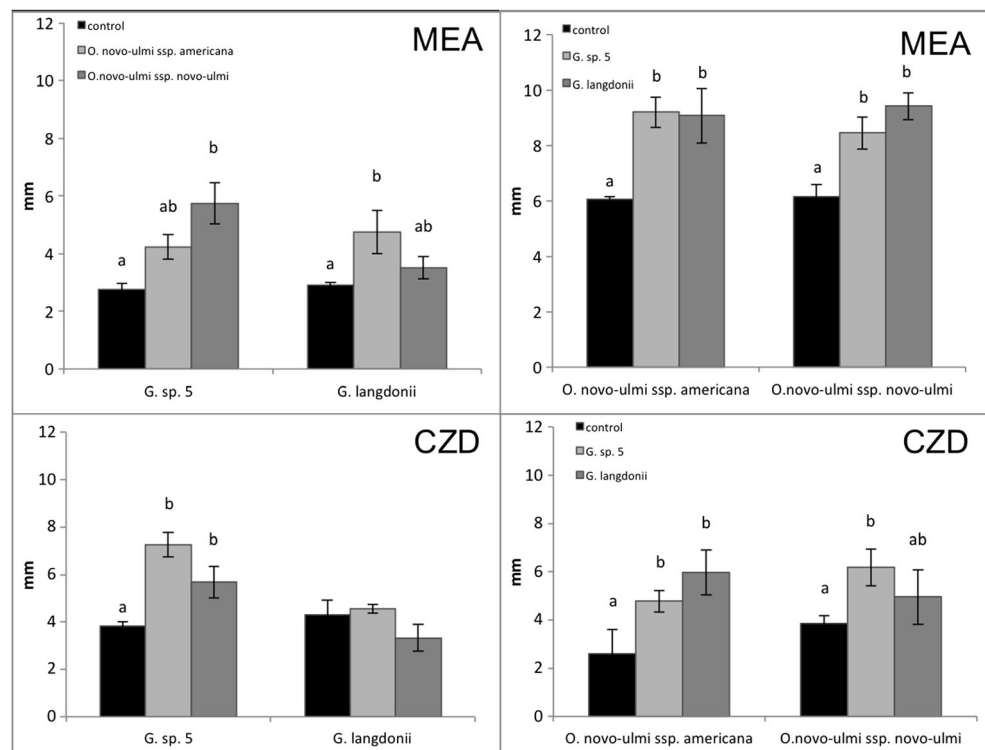 MEA
control
O. novo-ulmi ssp. americana
O.novo-ulmi ssp. novo-ulmi
12
10
8
6
4
2
0
mm
a
ab
b
a
b
ab
G. sp. 5
G. langdonii
MEA
control
G. sp. 5
G. langdonii
12
10
8
6
4
2
0
mm
a
b
b
a
b
b
O. novo-ulmi ssp. americana
O.novo-ulmi ssp. novo-ulmi
CZD
12
10
8
6
4
2
0
mm
a
b
b
G. sp. 5
G. langdonii
CZD
control
G. sp. 5
G. langdonii
12
10
8
6
4
2
0
mm
a
b
b
a
b
ab
O. novo-ulmi ssp. americana
O.novo-ulmi ssp. novo-ulmi